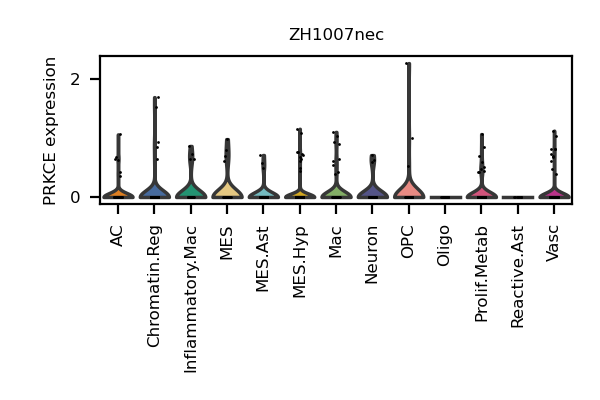 ZH1007nec
PRKCE expression
2
0
AC
Chromatin.Reg
Inflammatory.Mac
MES
MES.Ast
MES.Hyp
Mac
Neuron
OPC
Oligo
Prolif.Metab
Reactive.Ast
Vasc